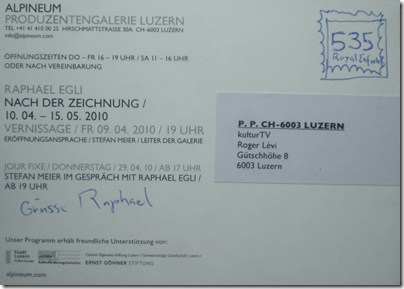 ALPINEUM
PRODUZENTENGALERIE LUZERN
TEL +41 41 410 00 25 HIRSCHMATTSTRASSE 30A CH-6003 LUZERN
info@alpineum.com
ÖFFNUNGSZEITEN DO – FR 16 – 19 UHR / SA 11 – 16 UHR
ODER NACH VEREINBARUNG
RAPHAEL EGLI
NACH DER ZEICHNUNG /
10. 04. – 15. 05. 2010
VERNISSAGE / FR 09. 04. 2010 / 19 UHR
ERÖFFNUNGSANSPRACHE / STEFAN MEIER / LEITER DER GALERIE
JOUR FIXE / DONNERSTAG / 29. 04. 10 / AB 17 UHR
STEFAN MEIER IM GESPRÄCH MIT RAPHAEL EGLI /
AB 19 UHR
Grüsse Raphael
Unser Programm erhält freundliche Unterstützung von:
Stadt
Luzern
ERNST GÖHNER STIFTUNG
alpineum.com
535
Royal
P. P. CH-6003 LUZERN
kulturTV
Roger Lévi
Gütschhöhe 8
6003 Luzern